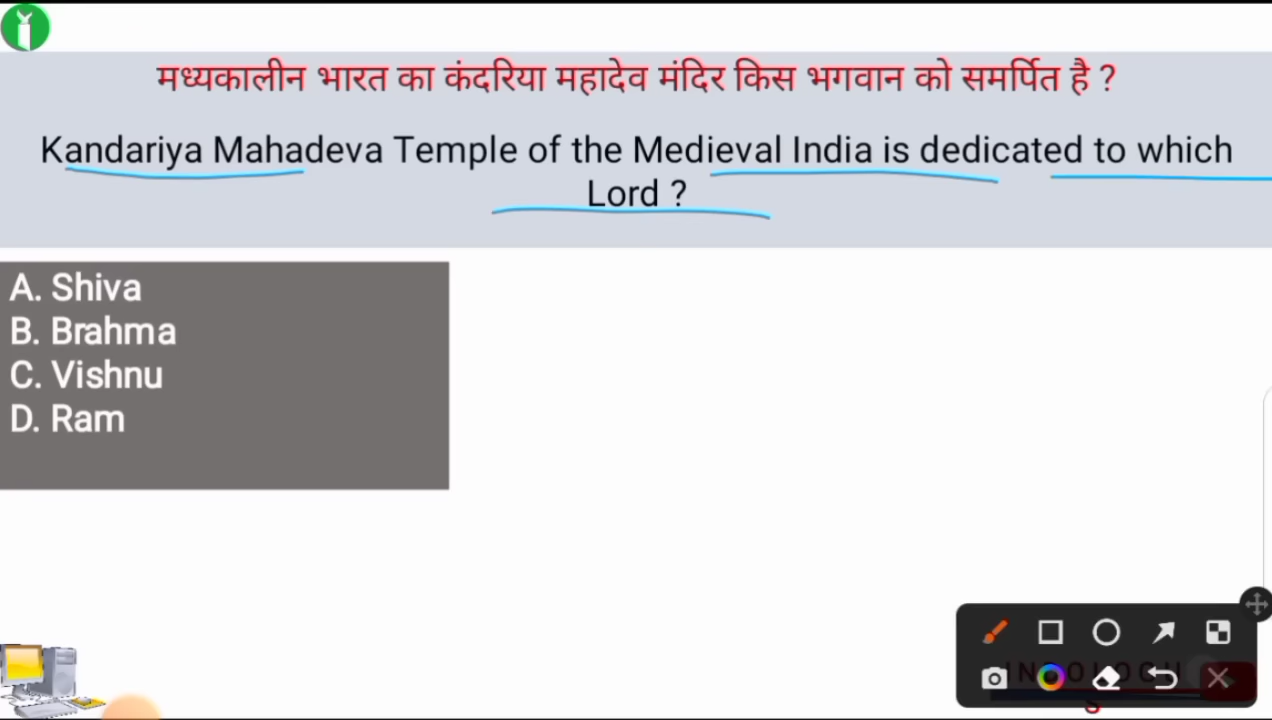 मध्यकालीन भारत का कंदरिया महादेव मंदिर किस भगवान को समर्पित है ?
Kandariya Mahadeva Temple of the Medieval India is dedicated to which
Lord ?
A. Shiva
B. Brahma
C. Vishnu
D. Ram